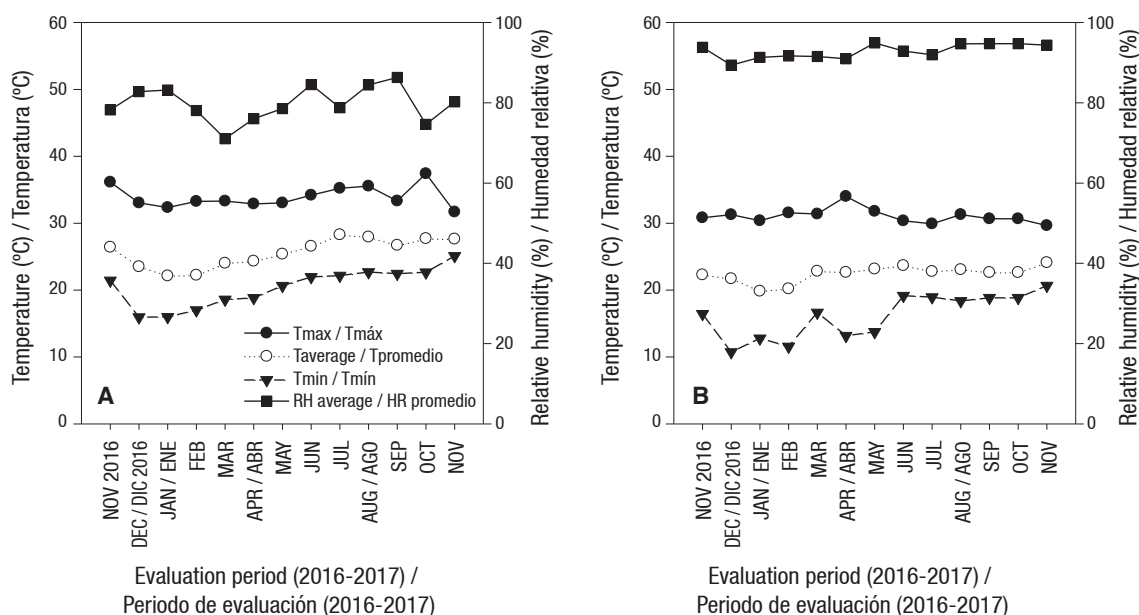 Temperature (ºC) / Temperatura (ºC)
60
50
40
30
20
10
0
100
80
60
40
20
0
Relative humidity (%) / Humedad relativa (%)
Tmax / Tmáx
Taverage / Tpromedio
Tmin / Tmín
RH average / HR promedio
A
NOV 2016
DEC / DIC 2016
JAN / ENE
FEB
MAR
APR / ABR
MAY
JUN
JUL
AUG / AGO
SEP
OCT
NOV
Evaluation period (2016-2017) /
Periodo de evaluación (2016-2017)
Temperature (ºC) / Temperatura (ºC)
60
50
40
30
20
10
0
100
80
60
40
20
0
Relative humidity (%) / Humedad relativa (%)
B
NOV 2016
DEC / DIC 2016
JAN / ENE
FEB
MAR
APR / ABR
MAY
JUN
JUL
AUG / AGO
SEP
OCT
NOV
Evaluation period (2016-2017) /
Periodo de evaluación (2016-2017)